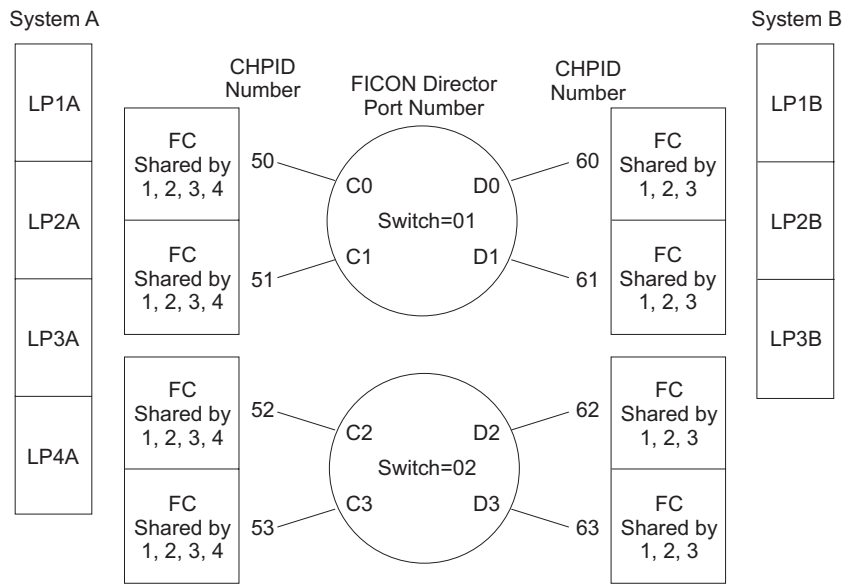 System A
System B
CHPID
Number
FICON Director
Port Number
CHPID
Number
LP1A
LP2A
LP3A
LP4A
FC
Shared by
1, 2, 3, 4
FC
Shared by
1, 2, 3, 4
50
51
C0
D0
Switch=01
C1
D1
60
61
FC
Shared by
1, 2, 3
FC
Shared by
1, 2, 3
LP1B
LP2B
LP3B
FC
Shared by
1, 2, 3, 4
FC
Shared by
1, 2, 3, 4
52
53
C2
D2
Switch=02
C3
D3
62
63
FC
Shared by
1, 2, 3
FC
Shared by
1, 2, 3